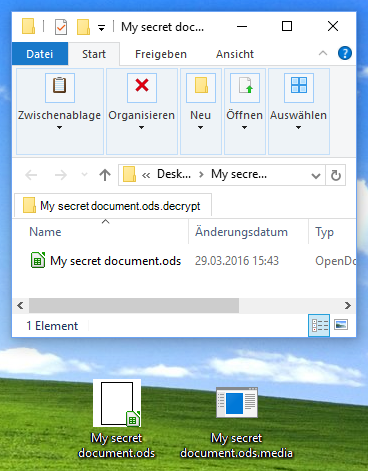 My secret doc...
Datei Start Freigeben Ansicht
Zwischenablage Organisieren Neu Öffnen Auswählen
« Desk... › My secre...
My secret document.ods.decrypt
Name Änderungsdatum Typ
My secret document.ods 29.03.2016 15:43 OpenDo
1 Element
My secret
document.ods
My secret
document.ods.media